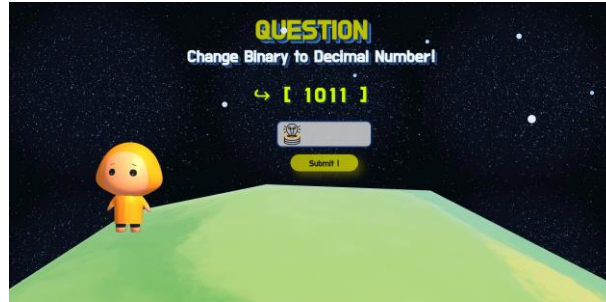 QUESTION
Change Binary to Decimal Number!
↪ [ 1011 ]
Submit !